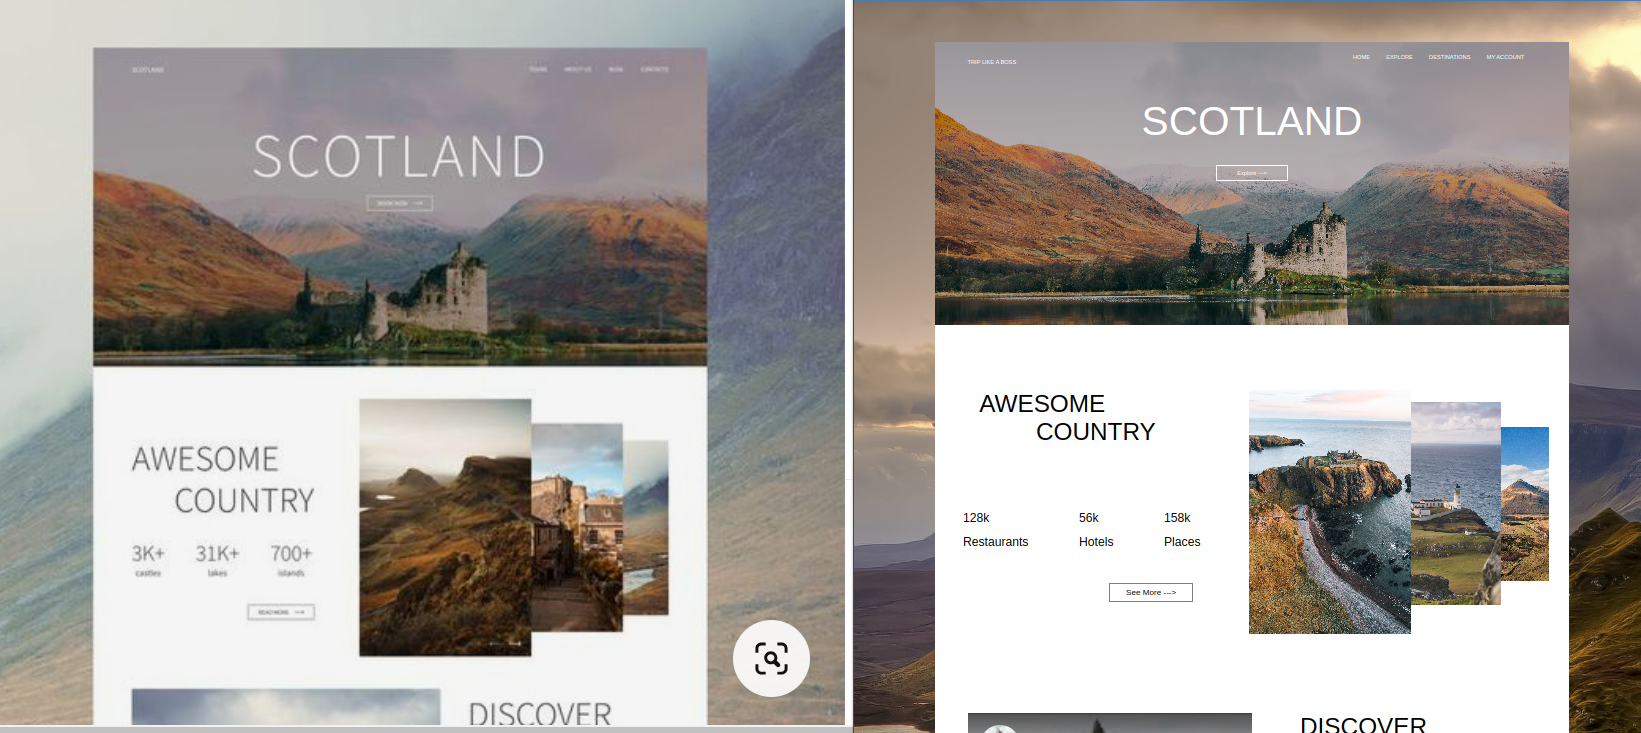 SCOTLAND
TOURS ABOUT US BLOG CONTACTS
SCOTLAND
BOOK NOW
AWESOME
COUNTRY
3K+ 31K+ 700+
castles lakes islands
READ MORE
DISCOVER
TRIP LIKE A BOSS
HOME EXPLORE DESTINATIONS MY ACCOUNT
SCOTLAND
Explore --->
AWESOME
COUNTRY
128k 56k 158k
Restaurants Hotels Places
See More --->
DISCOVER